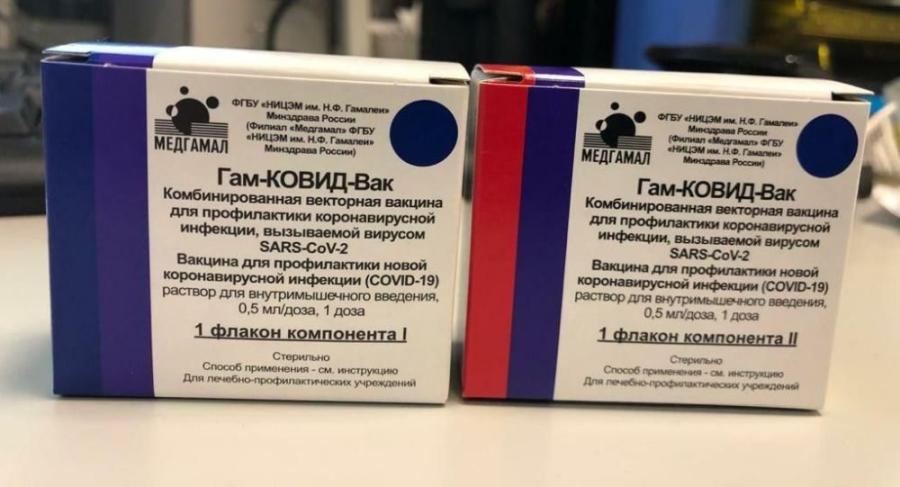 МЕДГАМАЛ
ФГБУ «НИЦЭМ им. Н.Ф. Гамалеи»
Минздрава России
(Филиал «Медгамал» ФГБУ
«НИЦЭМ им. Н.Ф. Гамалеи»
Минздрава России)
Гам-КОВИД-Вак
Комбинированная векторная вакцина
для профилактики коронавирусной
инфекции, вызываемой вирусом
SARS-CoV-2
Вакцина для профилактики новой
коронавирусной инфекции (COVID-19)
раствор для внутримышечного введения,
0,5 мл/доза, 1 доза
1 флакон компонента I
Стерильно
Способ применения - см. инструкцию
Для лечебно-профилактических учреждений
МЕДГАМАЛ
ФГБУ «НИЦЭМ им. Н.Ф. Гамалеи»
Минздрава России
(Филиал «Медгамал» ФГБУ
«НИЦЭМ им. Н.Ф. Гамалеи»
Минздрава России)
Гам-КОВИД-Вак
Комбинированная векторная вакцина
для профилактики коронавирусной
инфекции, вызываемой вирусом
SARS-CoV-2
Вакцина для профилактики новой
коронавирусной инфекции (COVID-19)
раствор для внутримышечного введения,
0,5 мл/доза, 1 доза
1 флакон компонента II
Стерильно
Способ применения - см. инструкцию
Для лечебно-профилактических учреждений